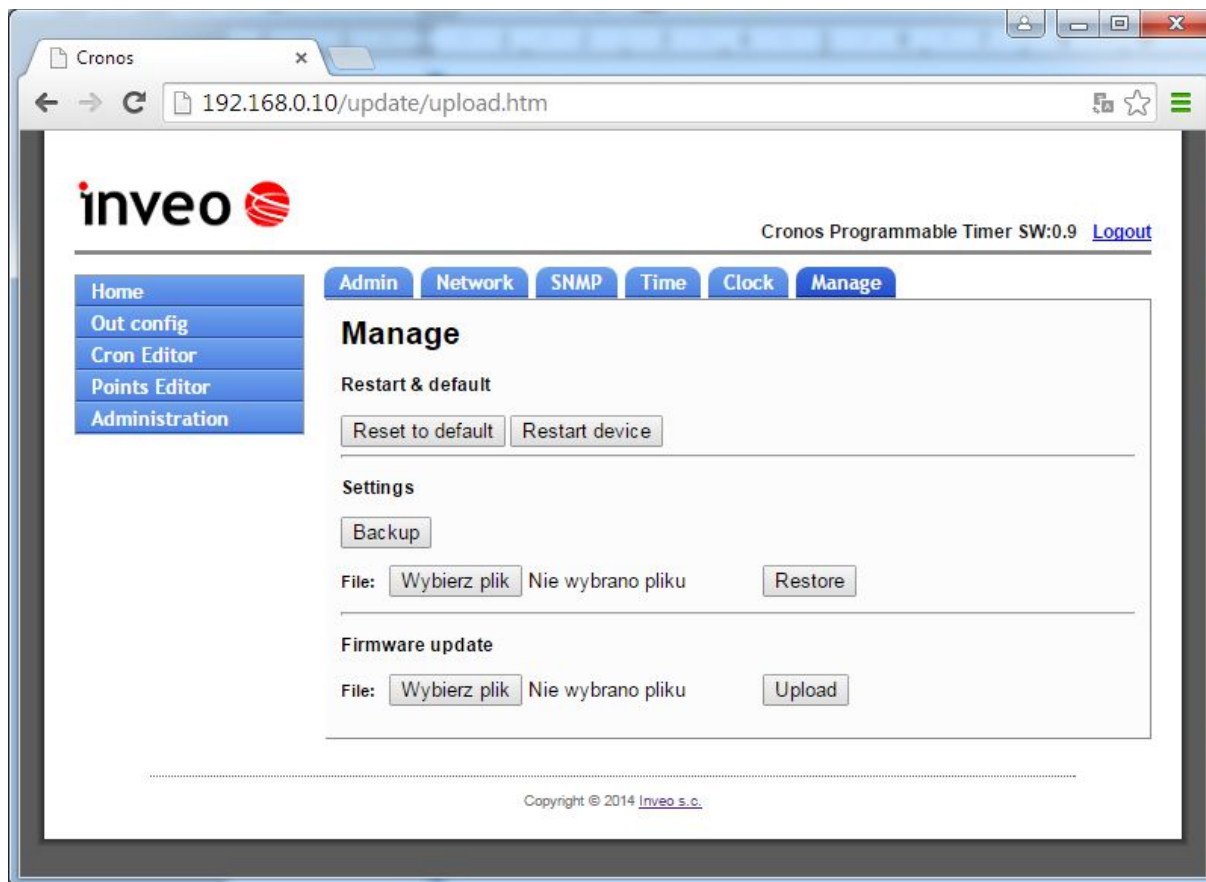 Cronos
192.168.0.10/update/upload.htm
inveo
Cronos Programmable Timer SW:0.9 Logout
Home
Out config
Cron Editor
Points Editor
Administration
Admin Network SNMP Time Clock Manage
Manage
Restart & default
Reset to default Restart device
Settings
Backup
File: Wybierz plik Nie wybrano pliku Restore
Firmware update
File: Wybierz plik Nie wybrano pliku Upload
Copyright © 2014 Inveo s.c.